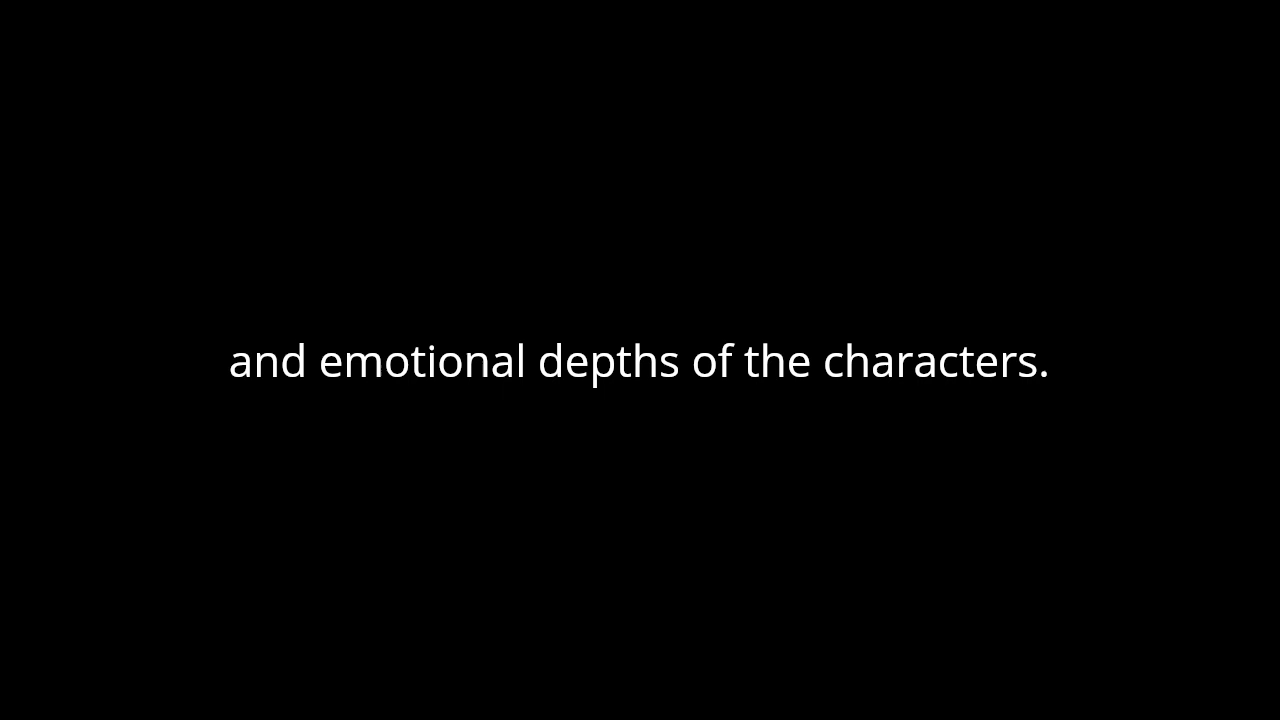 and emotional depths of the characters.